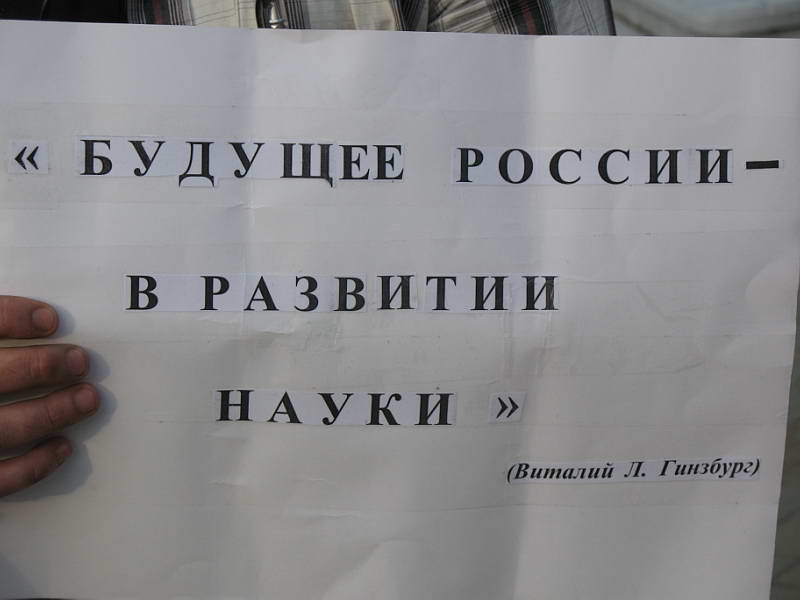 « БУДУЩЕЕ РОССИИ –
В РАЗВИТИИ
НАУКИ »
(Виталий Л. Гинзбург)